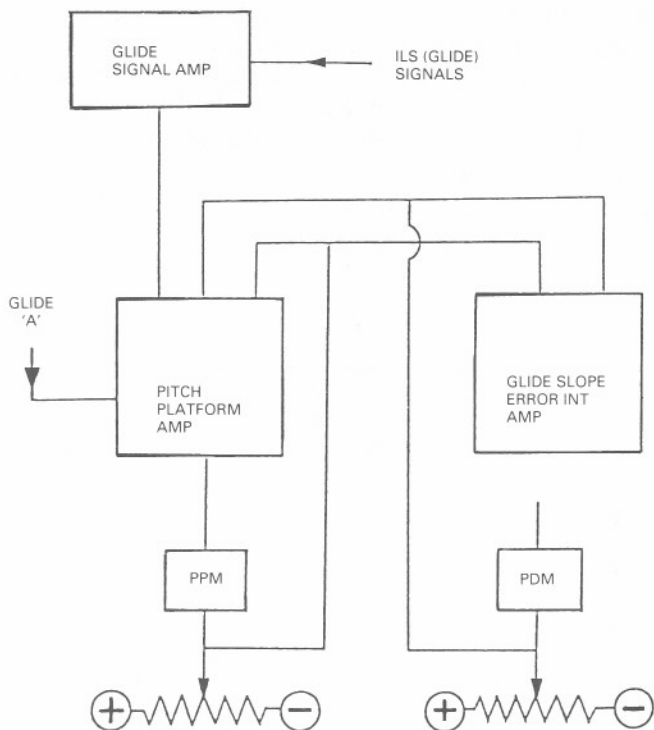 GLIDE
SIGNAL AMP
ILS (GLIDE)
SIGNALS
GLIDE
'A'
PITCH
PLATFORM
AMP
GLIDE SLOPE
ERROR INT
AMP
PPM
PDM
+ − + −